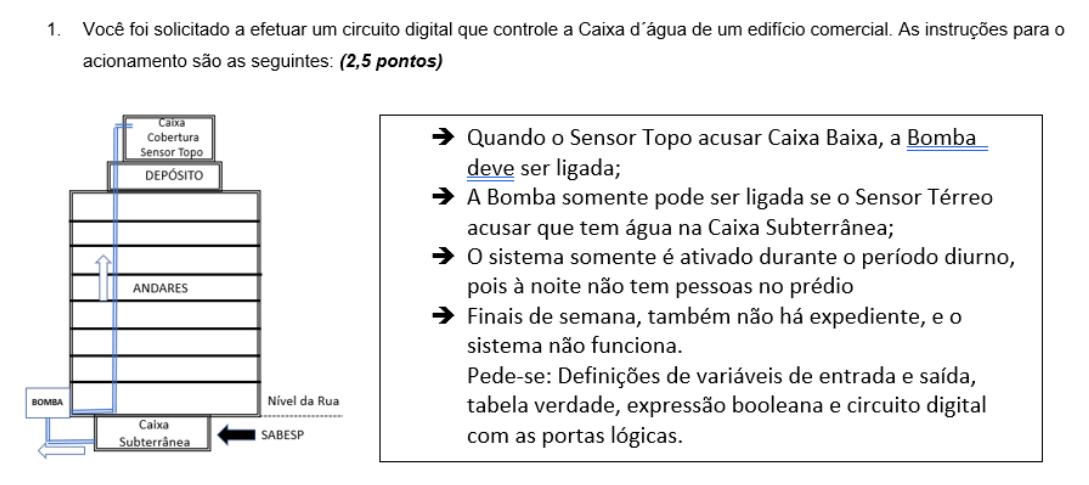 1. Você foi solicitado a efetuar um circuito digital que controle a Caixa d´água de um edifício comercial. As instruções para o
acionamento são as seguintes: (2,5 pontos)
Caixa
Cobertura
Sensor Topo
DEPÓSITO
ANDARES
BOMBA
Nível da Rua
Caixa
Subterrânea
SABESP
➔ Quando o Sensor Topo acusar Caixa Baixa, a Bomba
deve ser ligada;
➔ A Bomba somente pode ser ligada se o Sensor Térreo
acusar que tem água na Caixa Subterrânea;
➔ O sistema somente é ativado durante o período diurno,
pois à noite não tem pessoas no prédio
➔ Finais de semana, também não há expediente, e o
sistema não funciona.
Pede-se: Definições de variáveis de entrada e saída,
tabela verdade, expressão booleana e circuito digital
com as portas lógicas.